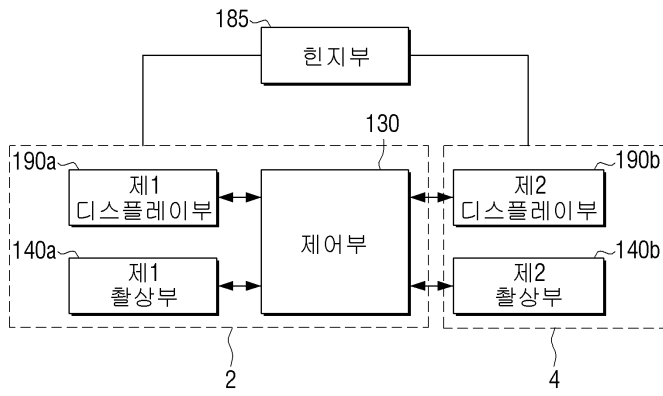 185
힌지부
130
190a
제1
디스플레이부
제어부
190b
제2
디스플레이부
140a
제1
촬상부
140b
제2
촬상부
2
4